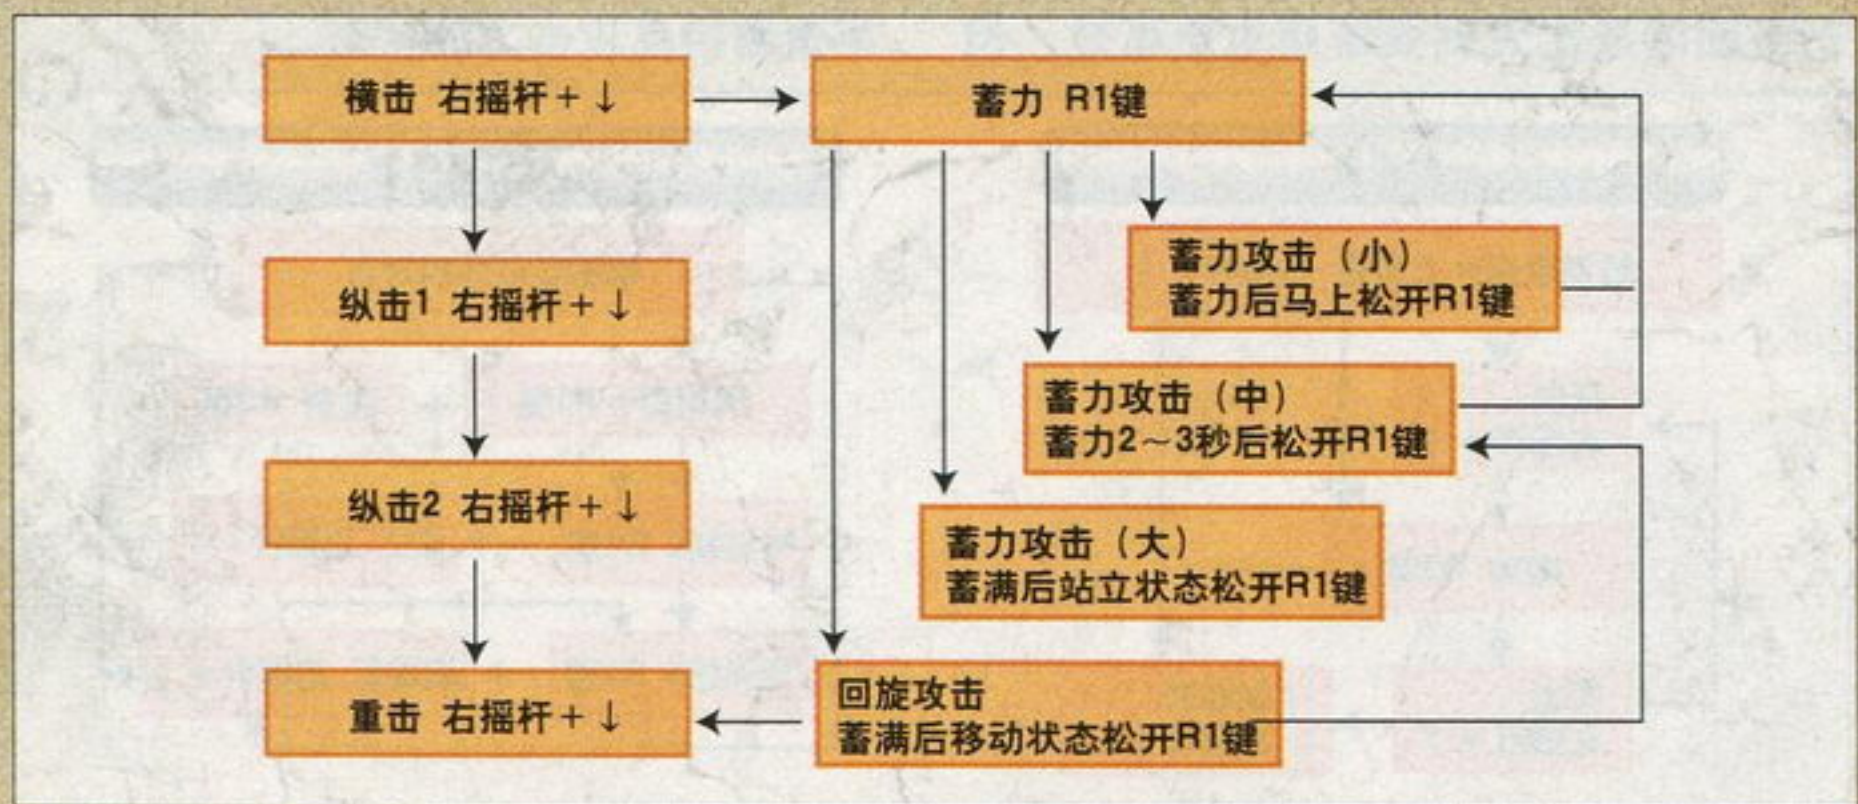 横击 右摇杆+↓
蓄力 R1键
蓄力攻击（小）
蓄力后马上松开R1键
纵击1 右摇杆+↓
蓄力攻击（中）
蓄力2～3秒后松开R1键
纵击2 右摇杆+↓
蓄力攻击（大）
蓄满后站立状态松开R1键
重击 右摇杆+↓
回旋攻击
蓄满后移动状态松开R1键